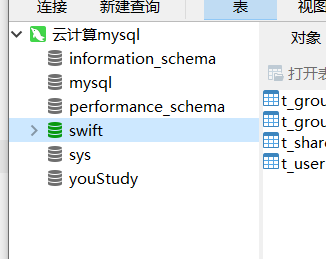 连接 新建查询 表 视图
云计算mysql
information_schema
mysql
performance_schema
swift
sys
youStudy
对象
打开表
t_grou
t_grou
t_share
t_user